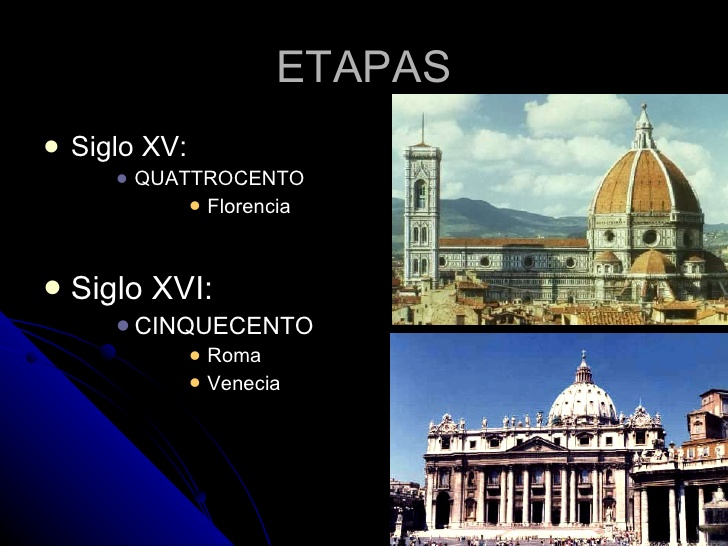 ETAPAS
Siglo XV:
QUATTROCENTO
Florencia
Siglo XVI:
CINQUECENTO
Roma
Venecia